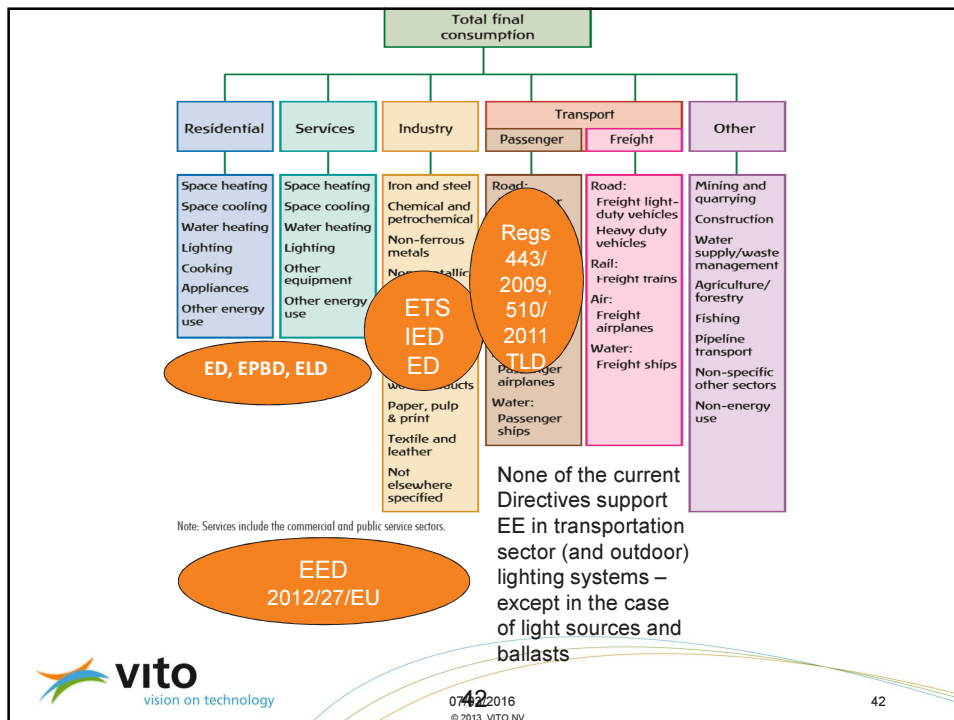 Total final
consumption
Residential
Services
Industry
Transport
Passenger
Freight
Other
Space heating
Space cooling
Water heating
Lighting
Cooking
Appliances
Other energy
use
Space heating
Space cooling
Water heating
Lighting
Other
equipment
Other energy
use
Iron and steel
Chemical and
petrochemical
Non-ferrous
metals
Paper, pulp
& print
Textile and
leather
Not
elsewhere
specified
Road:
airplanes
Water:
Passenger
ships
Road:
Freight light-
duty vehicles
Heavy duty
vehicles
Rail:
Freight trains
Air:
Freight
airplanes
Water:
Freight ships
Mining and
quarrying
Construction
Water
supply/waste
management
Agriculture/
forestry
Fishing
Pipeline
transport
Non-specific
other sectors
Non-energy
use
ED, EPBD, ELD
ETS
IED
ED
Regs
443/
2009,
510/
2011
TLD
Note: Services include the commercial and public service sectors.
EED
2012/27/EU
None of the current
Directives support
EE in transportation
sector (and outdoor)
lighting systems –
except in the case
of light sources and
ballasts
vito
vision on technology
42
42
© 2013, VITO NV